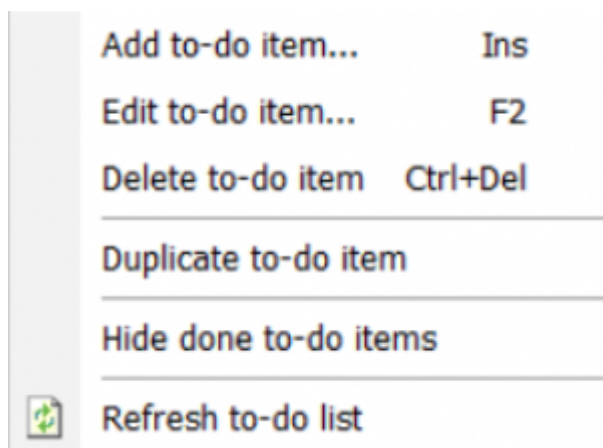 Add to-do item... Ins
Edit to-do item... F2
Delete to-do item Ctrl+Del
Duplicate to-do item
Hide done to-do items
Refresh to-do list